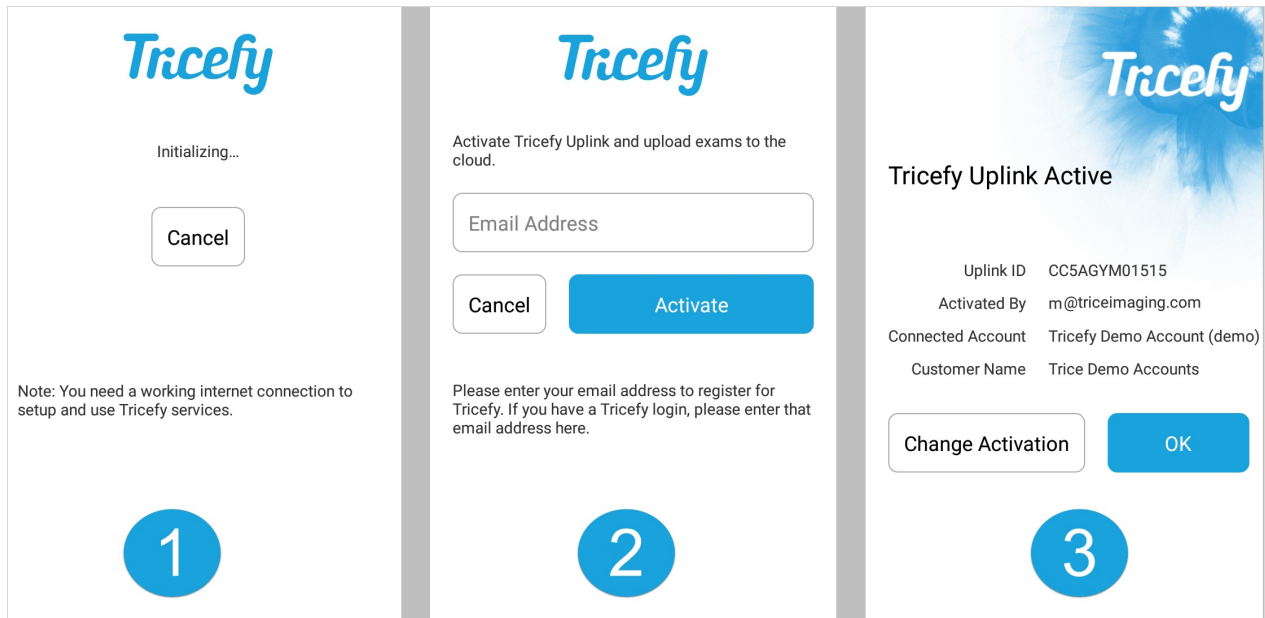 Tricefy
Initializing…
Cancel
Note: You need a working internet connection to
setup and use Tricefy services.
1
Tricefy
Activate Tricefy Uplink and upload exams to the
cloud.
Email Address
Cancel
Activate
Please enter your email address to register for
Tricefy. If you have a Tricefy login, please enter that
email address here.
2
Tricefy
Tricefy Uplink Active
Uplink ID CC5AGYM01515
Activated By m@triceimaging.com
Connected Account Tricefy Demo Account (demo)
Customer Name Trice Demo Accounts
Change Activation
OK
3